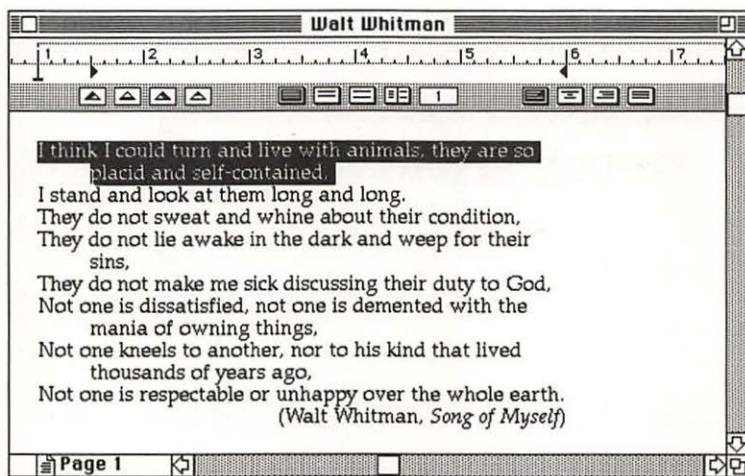 Walt Whitman
1 2 3 4 5 6 7
1
I think I could turn and live with animals, they are so
placid and self-contained,
I stand and look at them long and long.
They do not sweat and whine about their condition,
They do not lie awake in the dark and weep for their
sins,
They do not make me sick discussing their duty to God,
Not one is dissatisfied, not one is demented with the
mania of owning things,
Not one kneels to another, nor to his kind that lived
thousands of years ago,
Not one is respectable or unhappy over the whole earth.
(Walt Whitman, Song of Myself)
Page 1